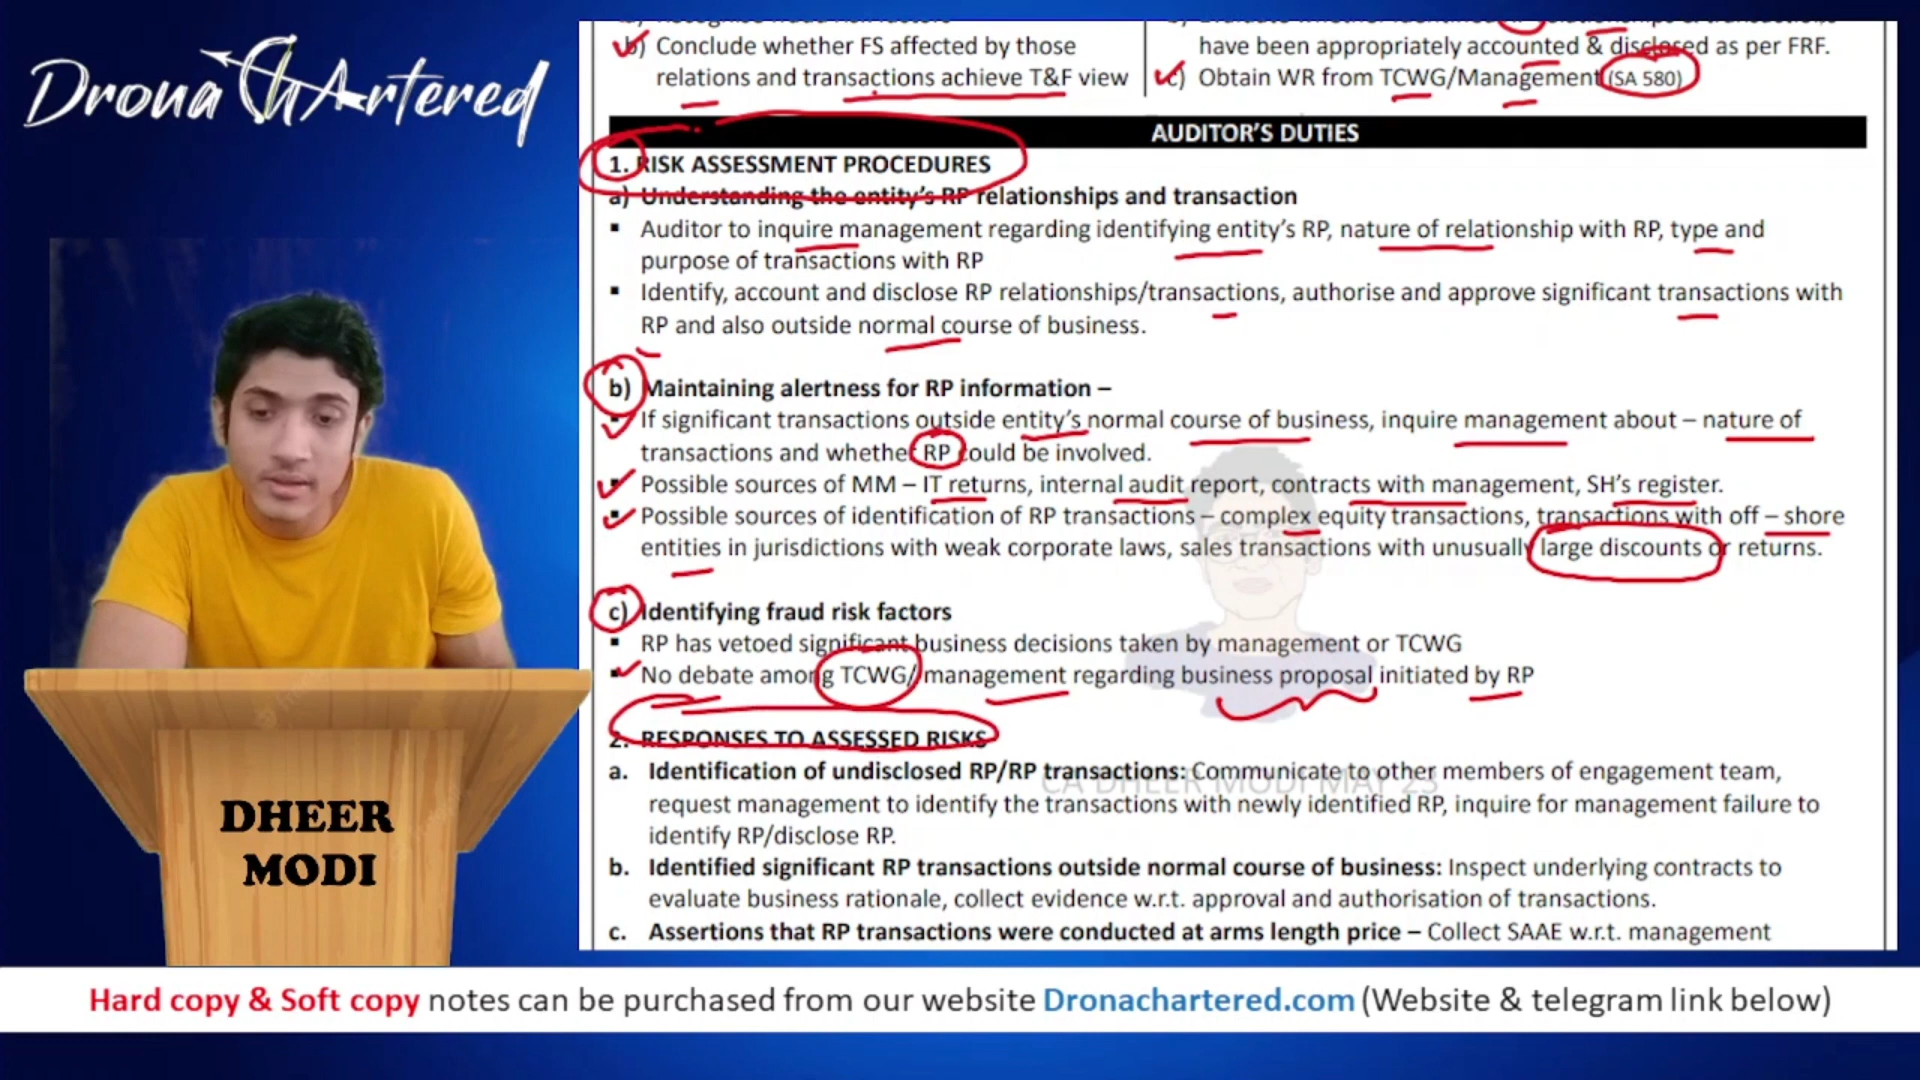 Drona Chartered
b) Conclude whether FS affected by those
relations and transactions achieve T&F view
have been appropriately accounted & disclosed as per FRF.
c) Obtain WR from TCWG/Management (SA 580)
AUDITOR'S DUTIES
1. RISK ASSESSMENT PROCEDURES
a) Understanding the entity's RP relationships and transaction
▪ Auditor to inquire management regarding identifying entity's RP, nature of relationship with RP, type and
purpose of transactions with RP
▪ Identify, account and disclose RP relationships/transactions, authorise and approve significant transactions with
RP and also outside normal course of business.
b) Maintaining alertness for RP information –
▪ If significant transactions outside entity's normal course of business, inquire management about – nature of
transactions and whether RP could be involved.
▪ Possible sources of MM – IT returns, internal audit report, contracts with management, SH's register.
▪ Possible sources of identification of RP transactions – complex equity transactions, transactions with off – shore
entities in jurisdictions with weak corporate laws, sales transactions with unusually large discounts or returns.
c) Identifying fraud risk factors
▪ RP has vetoed significant business decisions taken by management or TCWG
▪ No debate among TCWG/ management regarding business proposal initiated by RP
2. RESPONSES TO ASSESSED RISKS
a. Identification of undisclosed RP/RP transactions: Communicate to other members of engagement team,
request management to identify the transactions with newly identified RP, inquire for management failure to
identify RP/disclose RP.
b. Identified significant RP transactions outside normal course of business: Inspect underlying contracts to
evaluate business rationale, collect evidence w.r.t. approval and authorisation of transactions.
c. Assertions that RP transactions were conducted at arms length price – Collect SAAE w.r.t. management
CA DHEER MODI MAY 23
DHEER
MODI
Hard copy & Soft copy notes can be purchased from our website Dronachartered.com (Website & telegram link below)